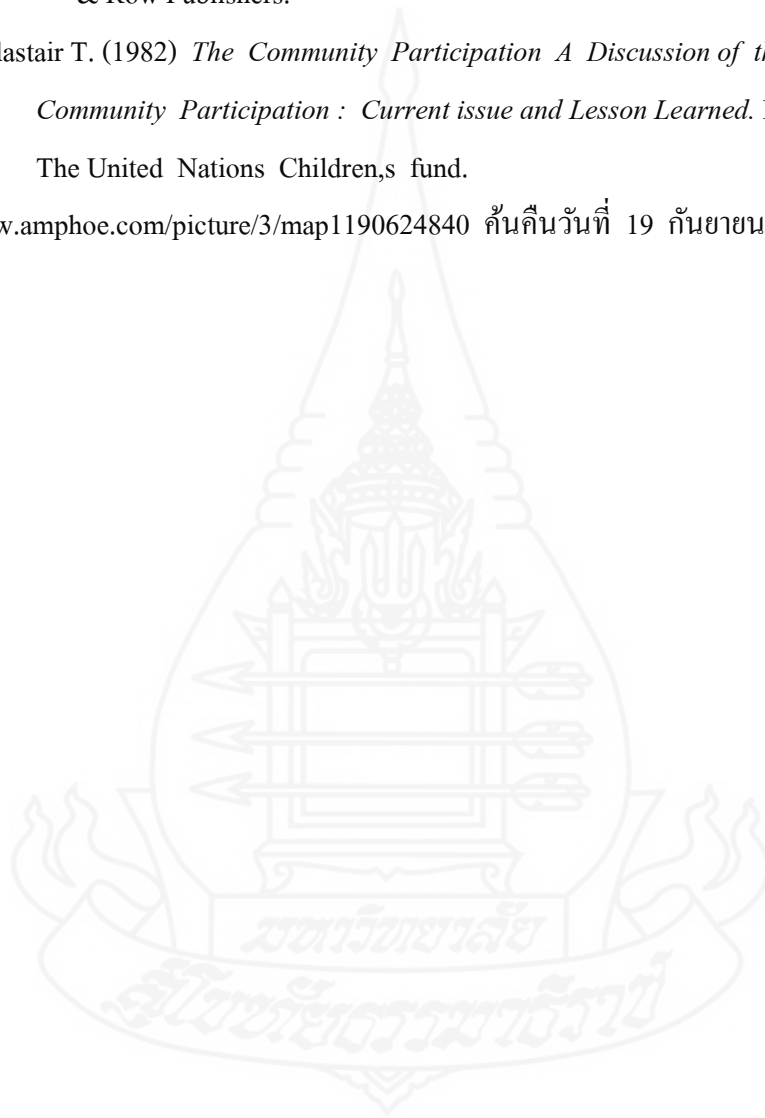 & Row Publishers.
lastair T. (1982) The Community Participation A Discussion of th
Community Participation : Current issue and Lesson Learned.
The United Nations Children,s fund.
w.amphoe.com/picture/3/map1190624840 ค้นคืนวันที่ 19 กันยายน
มหาวิทยาลัย
สุโขทัยธรรมาธิราช